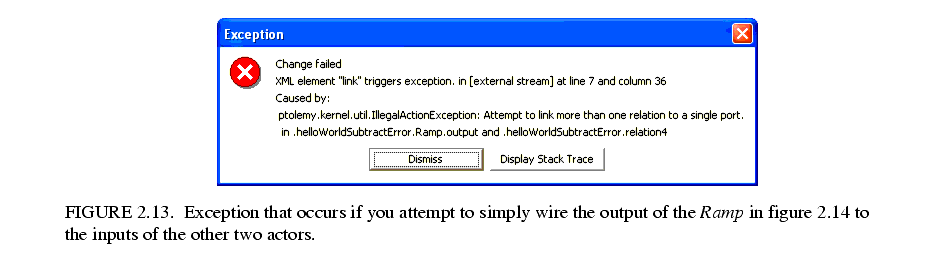 Exception
Change failed
XML element "link" triggers exception. in [external stream] at line 7 and column 36
Caused by:
ptolemy.kernel.util.IllegalActionException: Attempt to link more than one relation to a single port.
in .helloWorldSubtractError.Ramp.output and .helloWorldSubtractError.relation4
Dismiss Display Stack Trace
FIGURE 2.13. Exception that occurs if you attempt to simply wire the output of the Ramp in figure 2.14 to
the inputs of the other two actors.